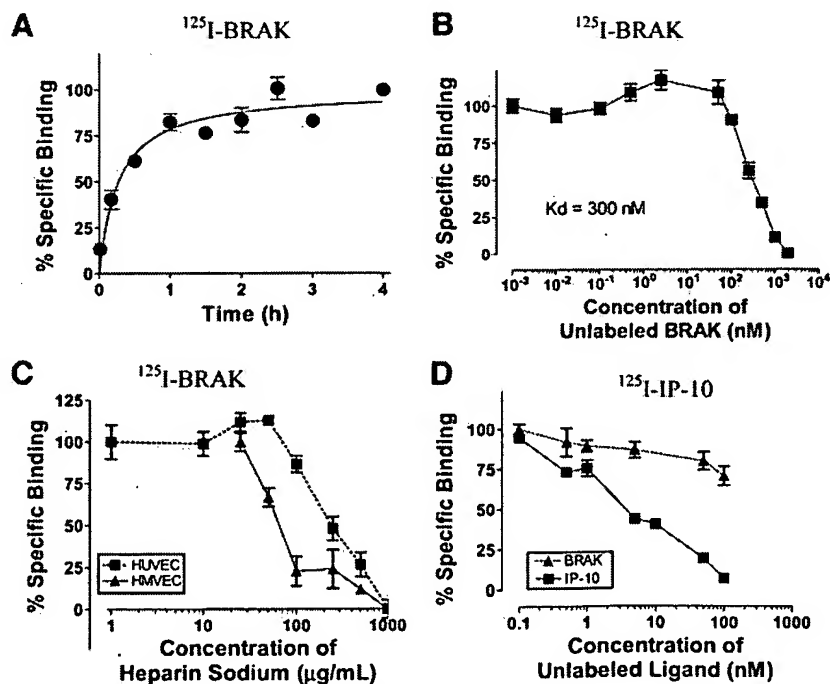 A
¹²⁵I-BRAK
% Specific Binding
100
75
50
25
0
0 1 2 3 4
Time (h)
B
¹²⁵I-BRAK
% Specific Binding
100
75
50
25
0
Kd = 300 nM
10⁻³ 10⁻² 10⁻¹ 10⁰ 10¹ 10² 10³ 10⁴
Concentration of
Unlabeled BRAK (nM)
C
¹²⁵I-BRAK
% Specific Binding
125
100
75
50
25
0
HUVEC
HMVEC
1 10 100 1000
Concentration of
Heparin Sodium (µg/mL)
D
¹²⁵I-IP-10
% Specific Binding
100
75
50
25
0
BRAK
IP-10
0.1 1 10 100 1000
Concentration of
Unlabeled Ligand (nM)